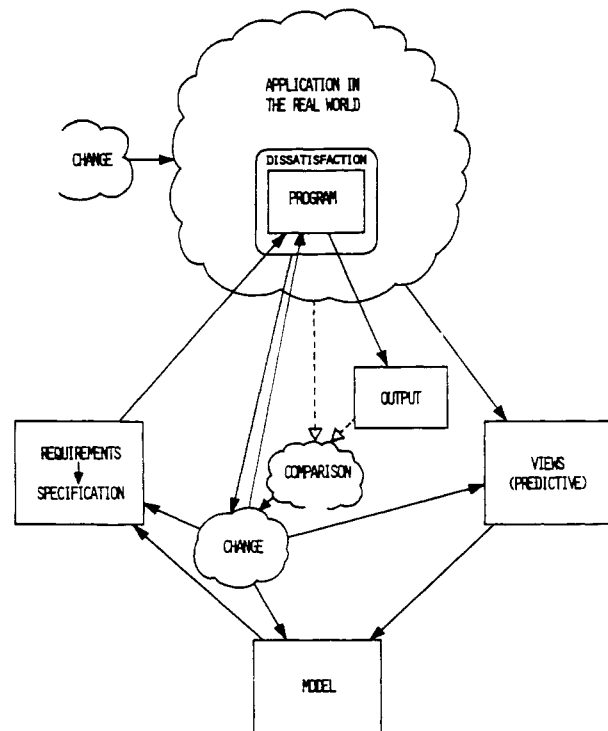 APPLICATION IN
THE REAL WORLD
CHANGE
DISSATISFACTION
PROGRAM
OUTPUT
REQUIREMENTS
SPECIFICATION
COMPARISON
VIEWS
(PREDICTIVE)
CHANGE
MODEL